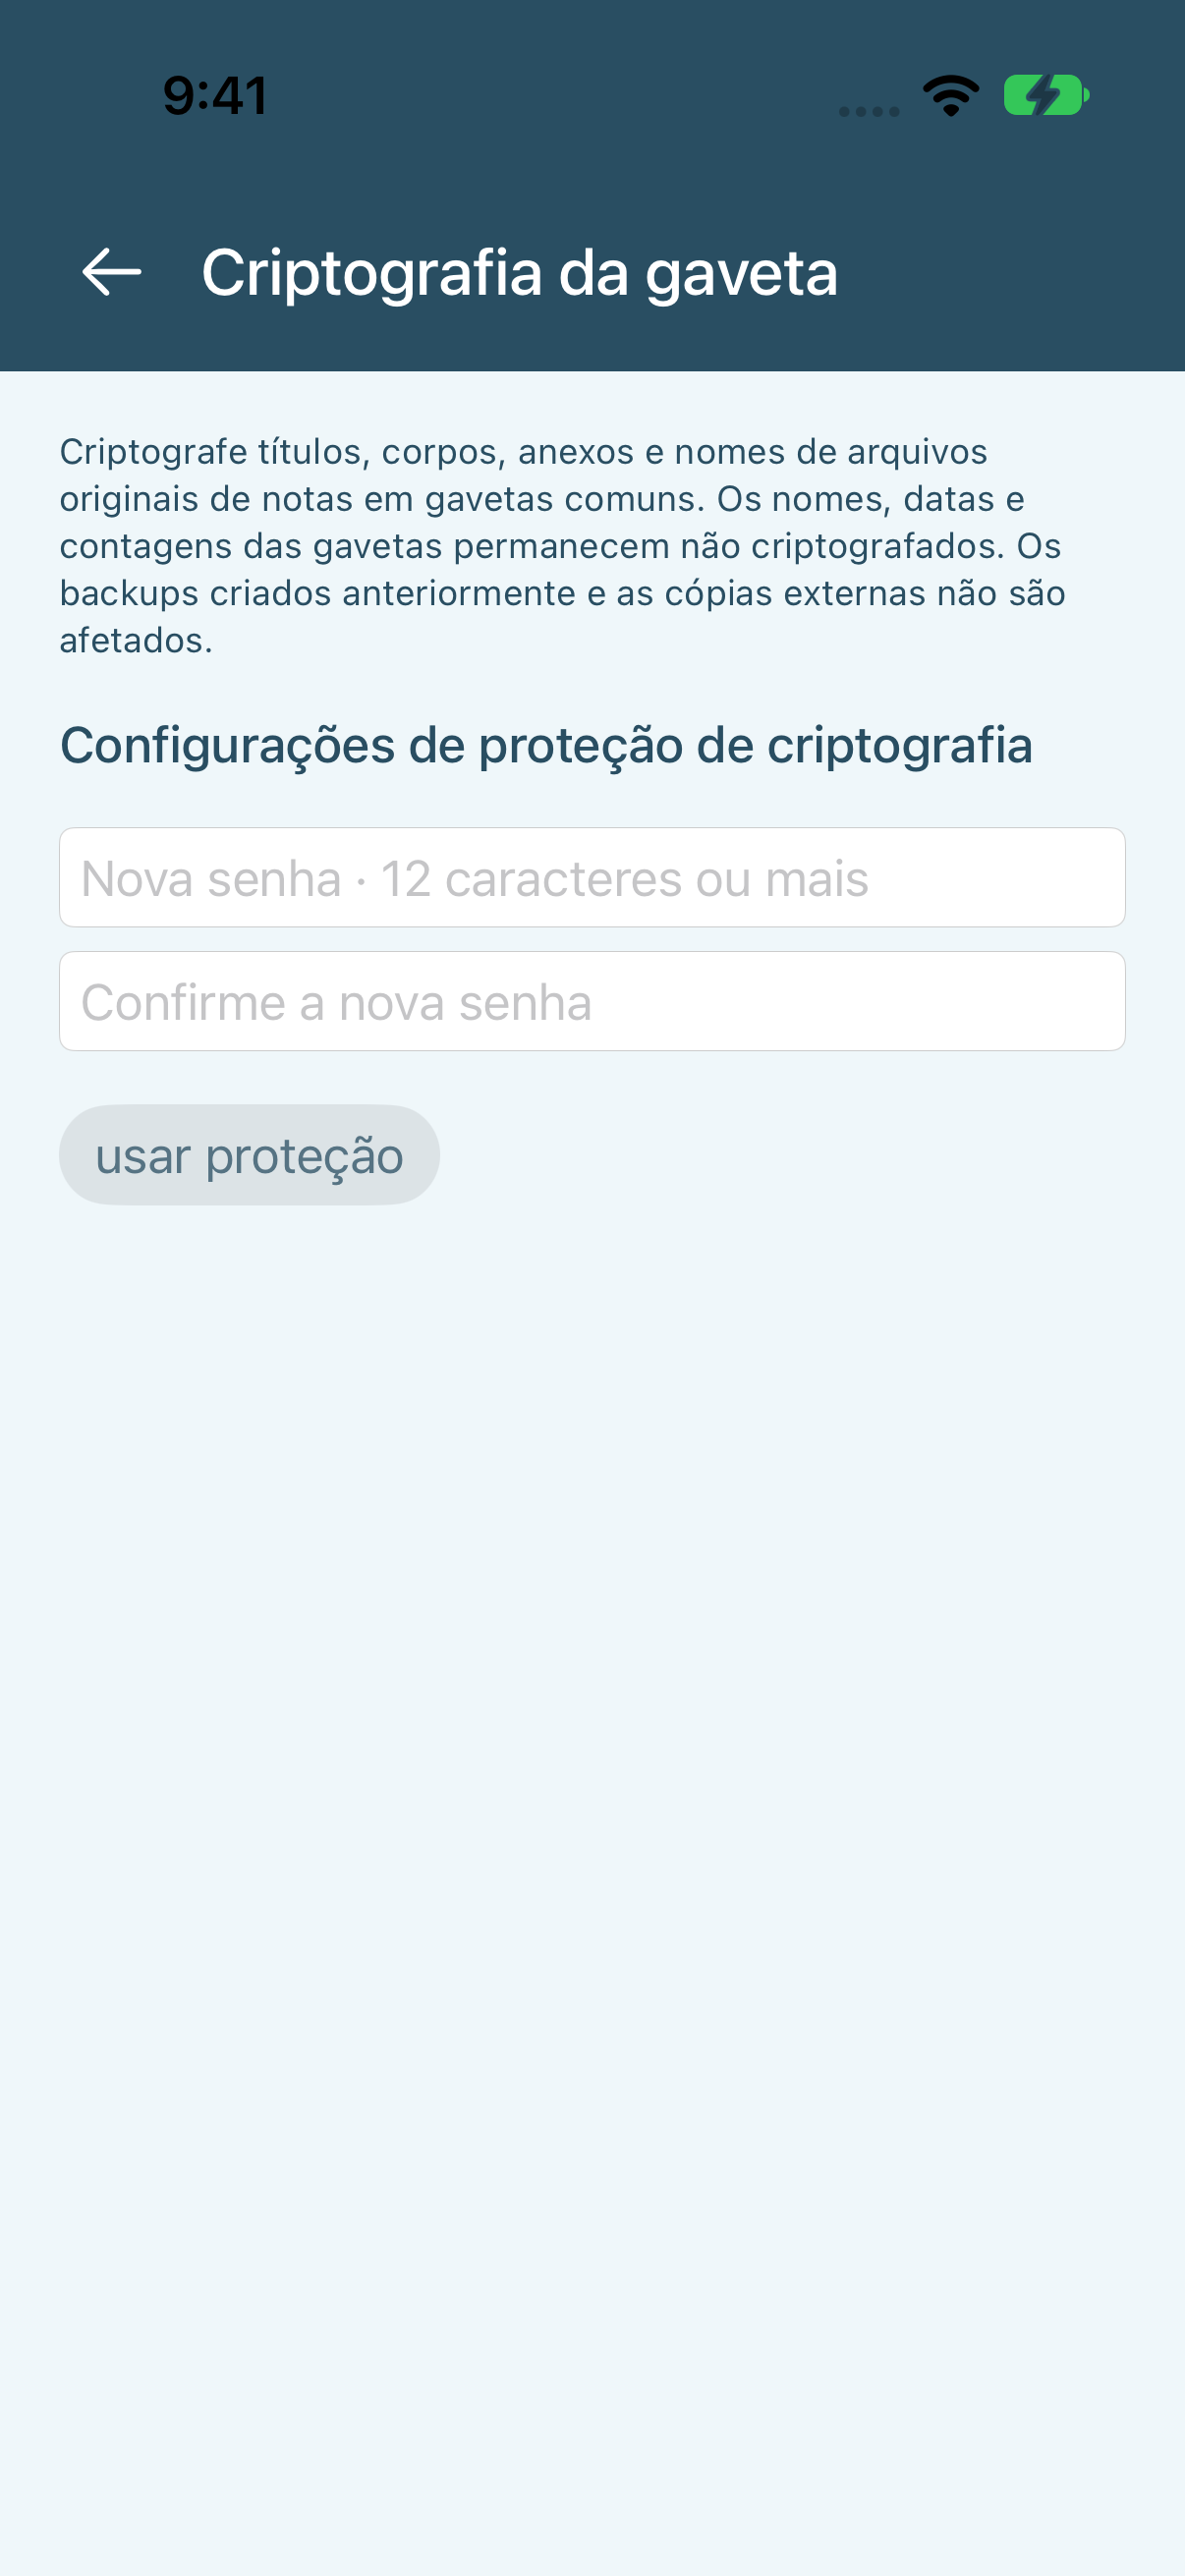 9:41
Criptografia da gaveta
Criptografe títulos, corpos, anexos e nomes de arquivos
originais de notas em gavetas comuns. Os nomes, datas e
contagens das gavetas permanecem não criptografados. Os
backups criados anteriormente e as cópias externas não são
afetados.
Configurações de proteção de criptografia
Nova senha · 12 caracteres ou mais
Confirme a nova senha
usar proteção